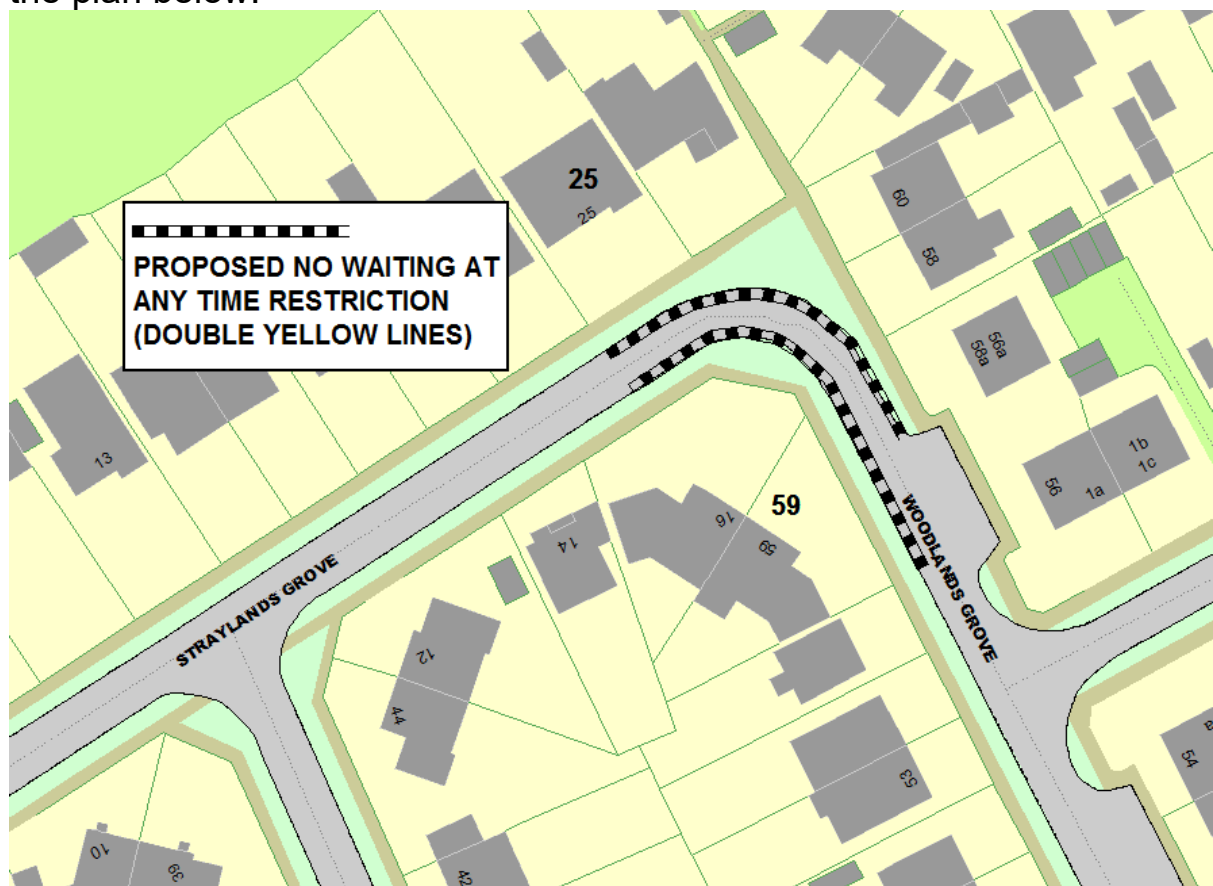 the plan below.
25
25
PROPOSED NO WAITING AT
ANY TIME RESTRICTION
(DOUBLE YELLOW LINES)
60
58
56a
58a
13
1b
1c
56
1a
59
16
59
14
WOODLANDS GROVE
STRAYLANDS GROVE
12
44
53
54
10
39
42